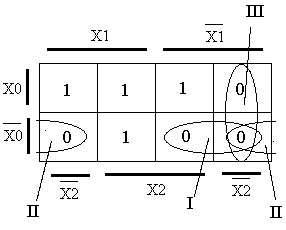 X1 X̅1̅ III
X0 1 1 1 0
X̅0̅ 0 1 0 0
II X̅2̅ X2 I X̅2̅ II